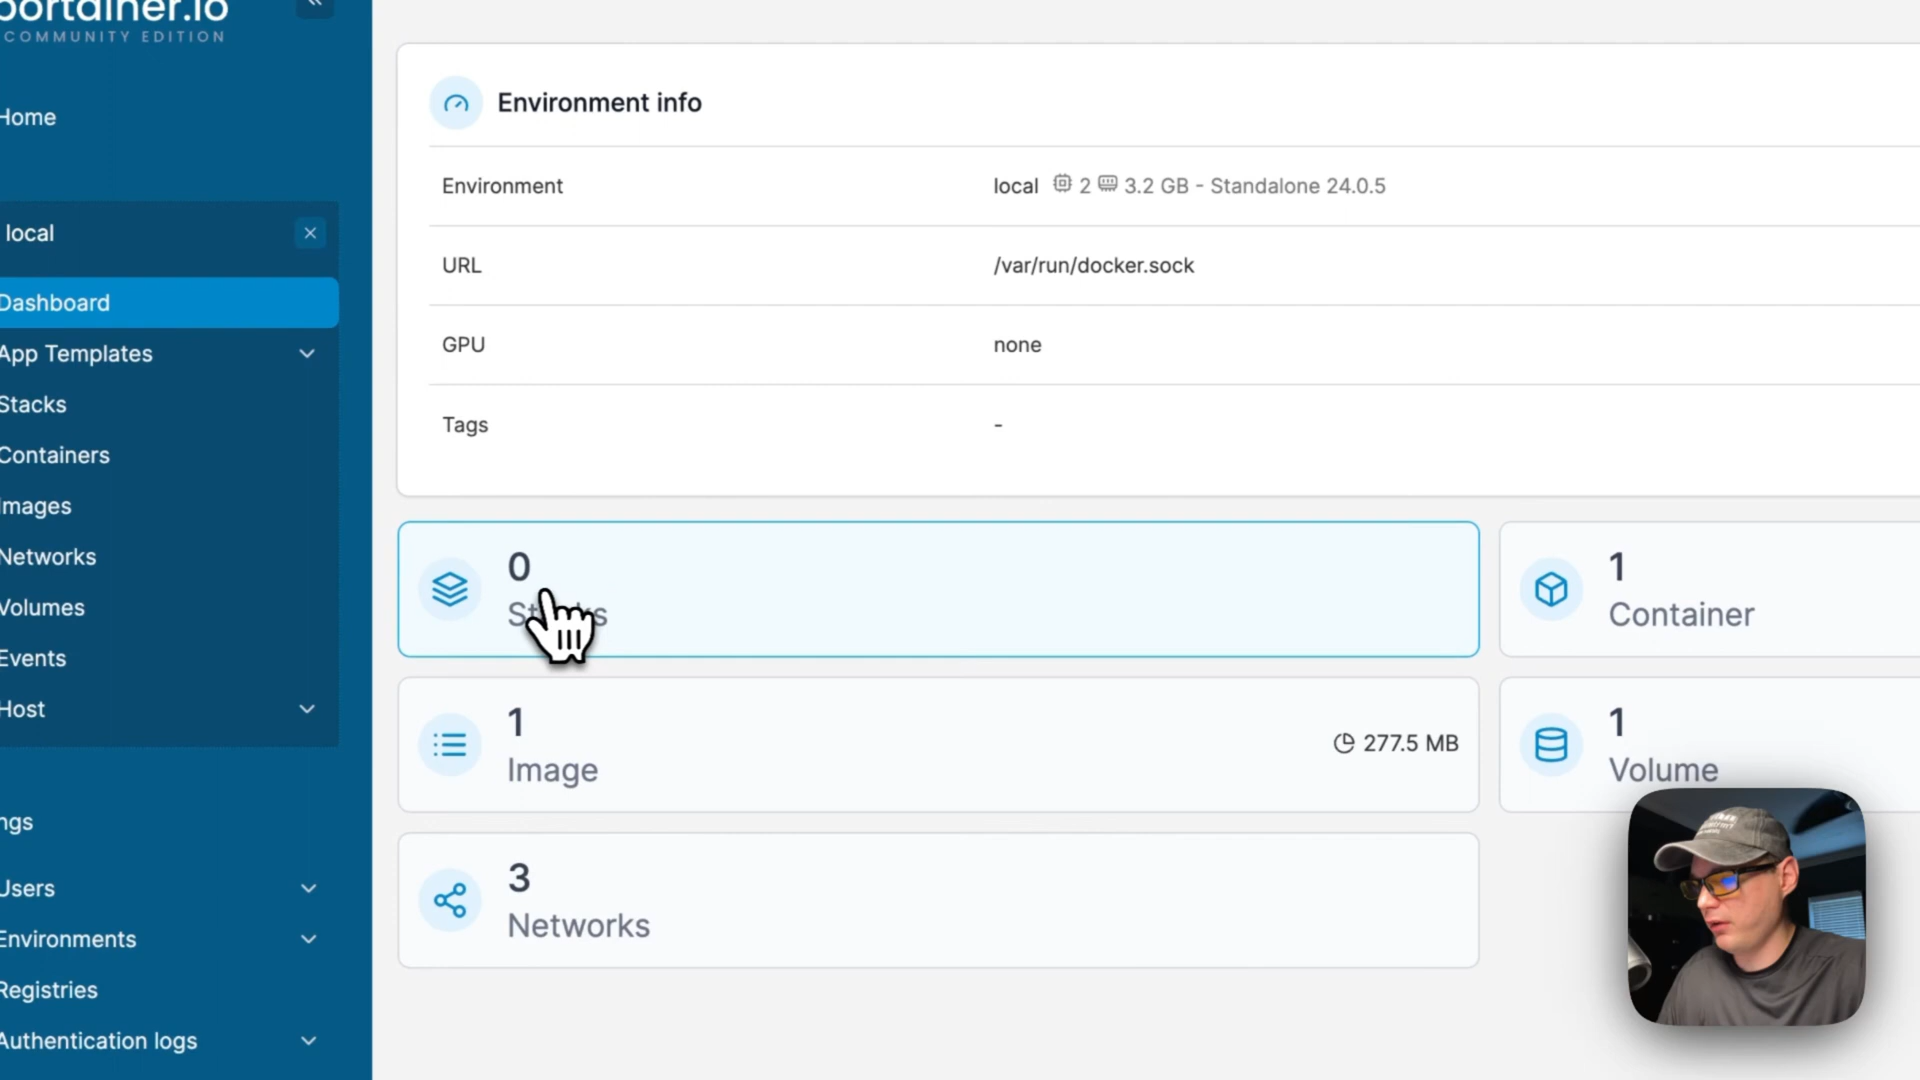 portainer.io
COMMUNITY EDITION
Home
local
Dashboard
App Templates
Stacks
Containers
Images
Networks
Volumes
Events
Host
ngs
Users
Environments
Registries
Authentication logs
Environment info
Environment local 2 3.2 GB - Standalone 24.0.5
URL /var/run/docker.sock
GPU none
Tags -
0
Stacks
1
Container
1
Image
277.5 MB
1
Volume
3
Networks